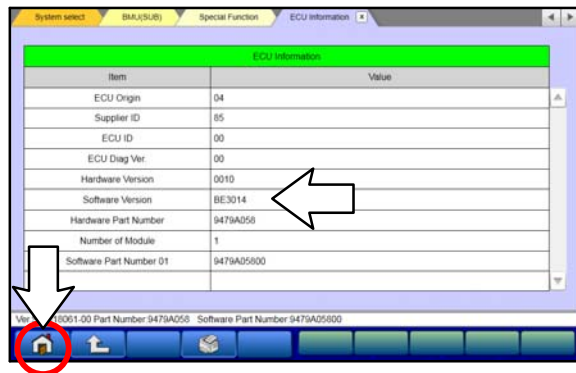 System select BMU(SUB) Special Function ECU Information
ECU Information
Item Value
ECU Origin 04
Supplier ID 85
ECU ID 00
ECU Diag Ver. 00
Hardware Version 0010
Software Version BE3014
Hardware Part Number 9479A058
Number of Module 1
Software Part Number 01 9479A05800
Ver 18061-00 Part Number:9479A058 Software Part Number:9479A05800